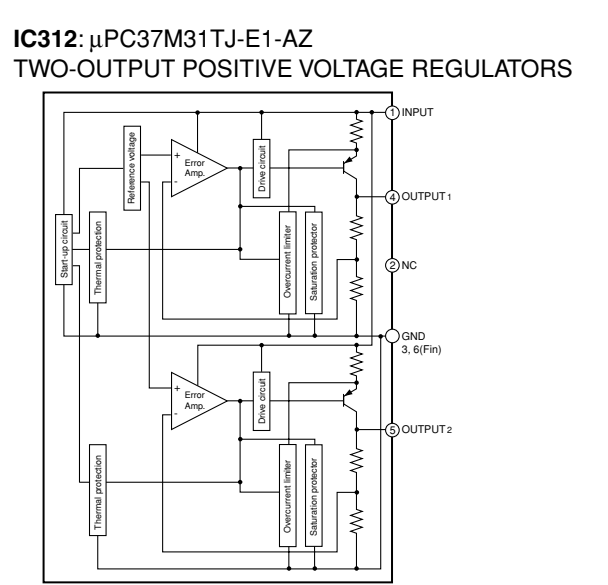 IC312: µPC37M31TJ-E1-AZ
TWO-OUTPUT POSITIVE VOLTAGE REGULATORS
1 INPUT
Reference voltage
+
-
Error
Amp.
Drive circuit
4 OUTPUT1
Start-up circuit
Thermal protection
Overcurrent limiter
Saturation protector
2 NC
GND
3, 6(Fin)
+
-
Error
Amp.
Drive circuit
5 OUTPUT2
Thermal protection
Overcurrent limiter
Saturation protector